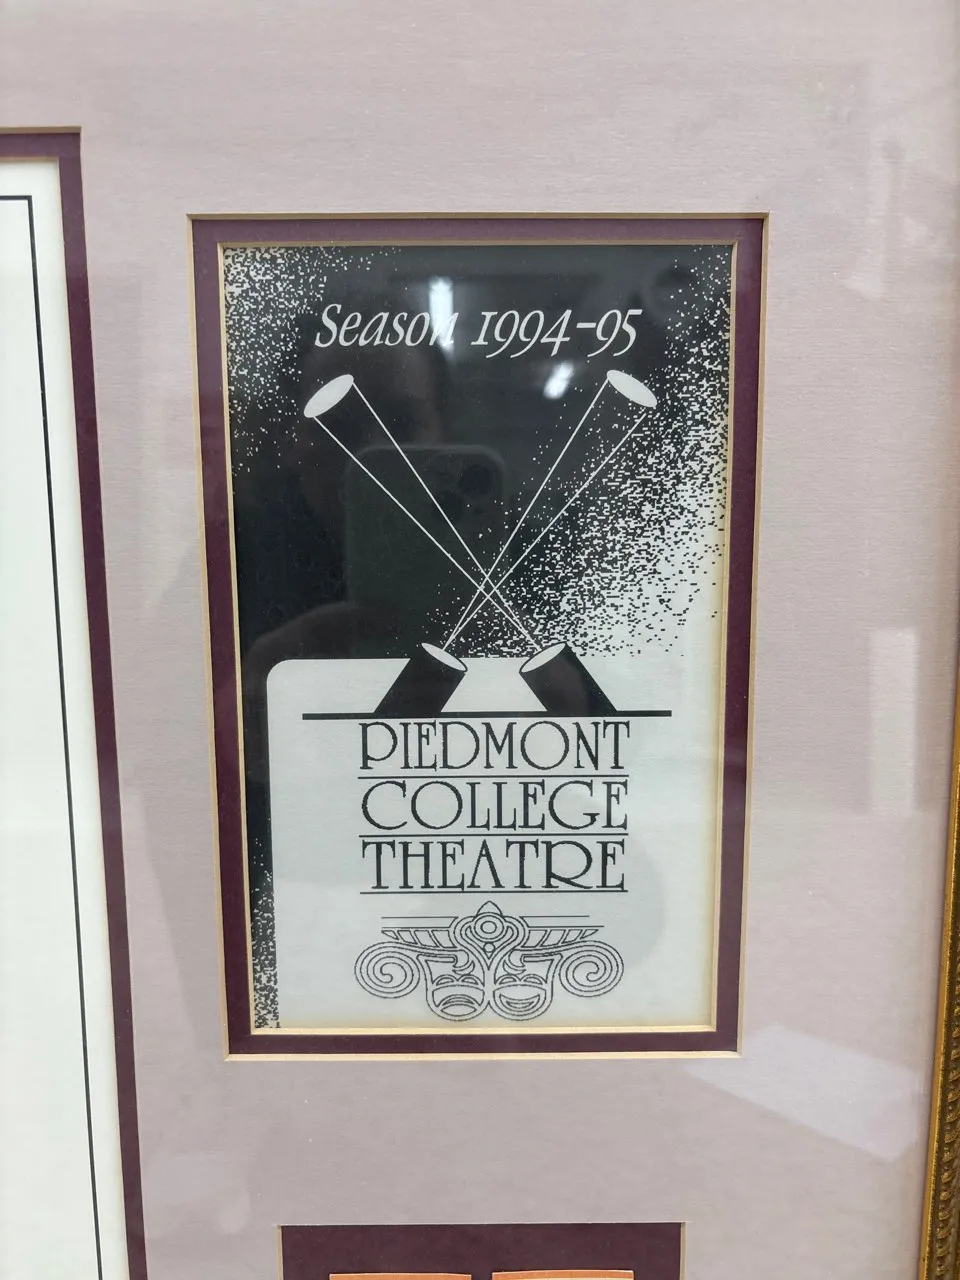 Season 1994-95
PIEDMONT
COLLEGE
THEATRE